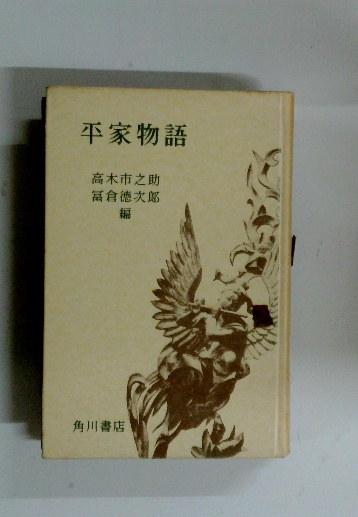 平家物語
高木市之助
冨倉德次郎
編
角川書店